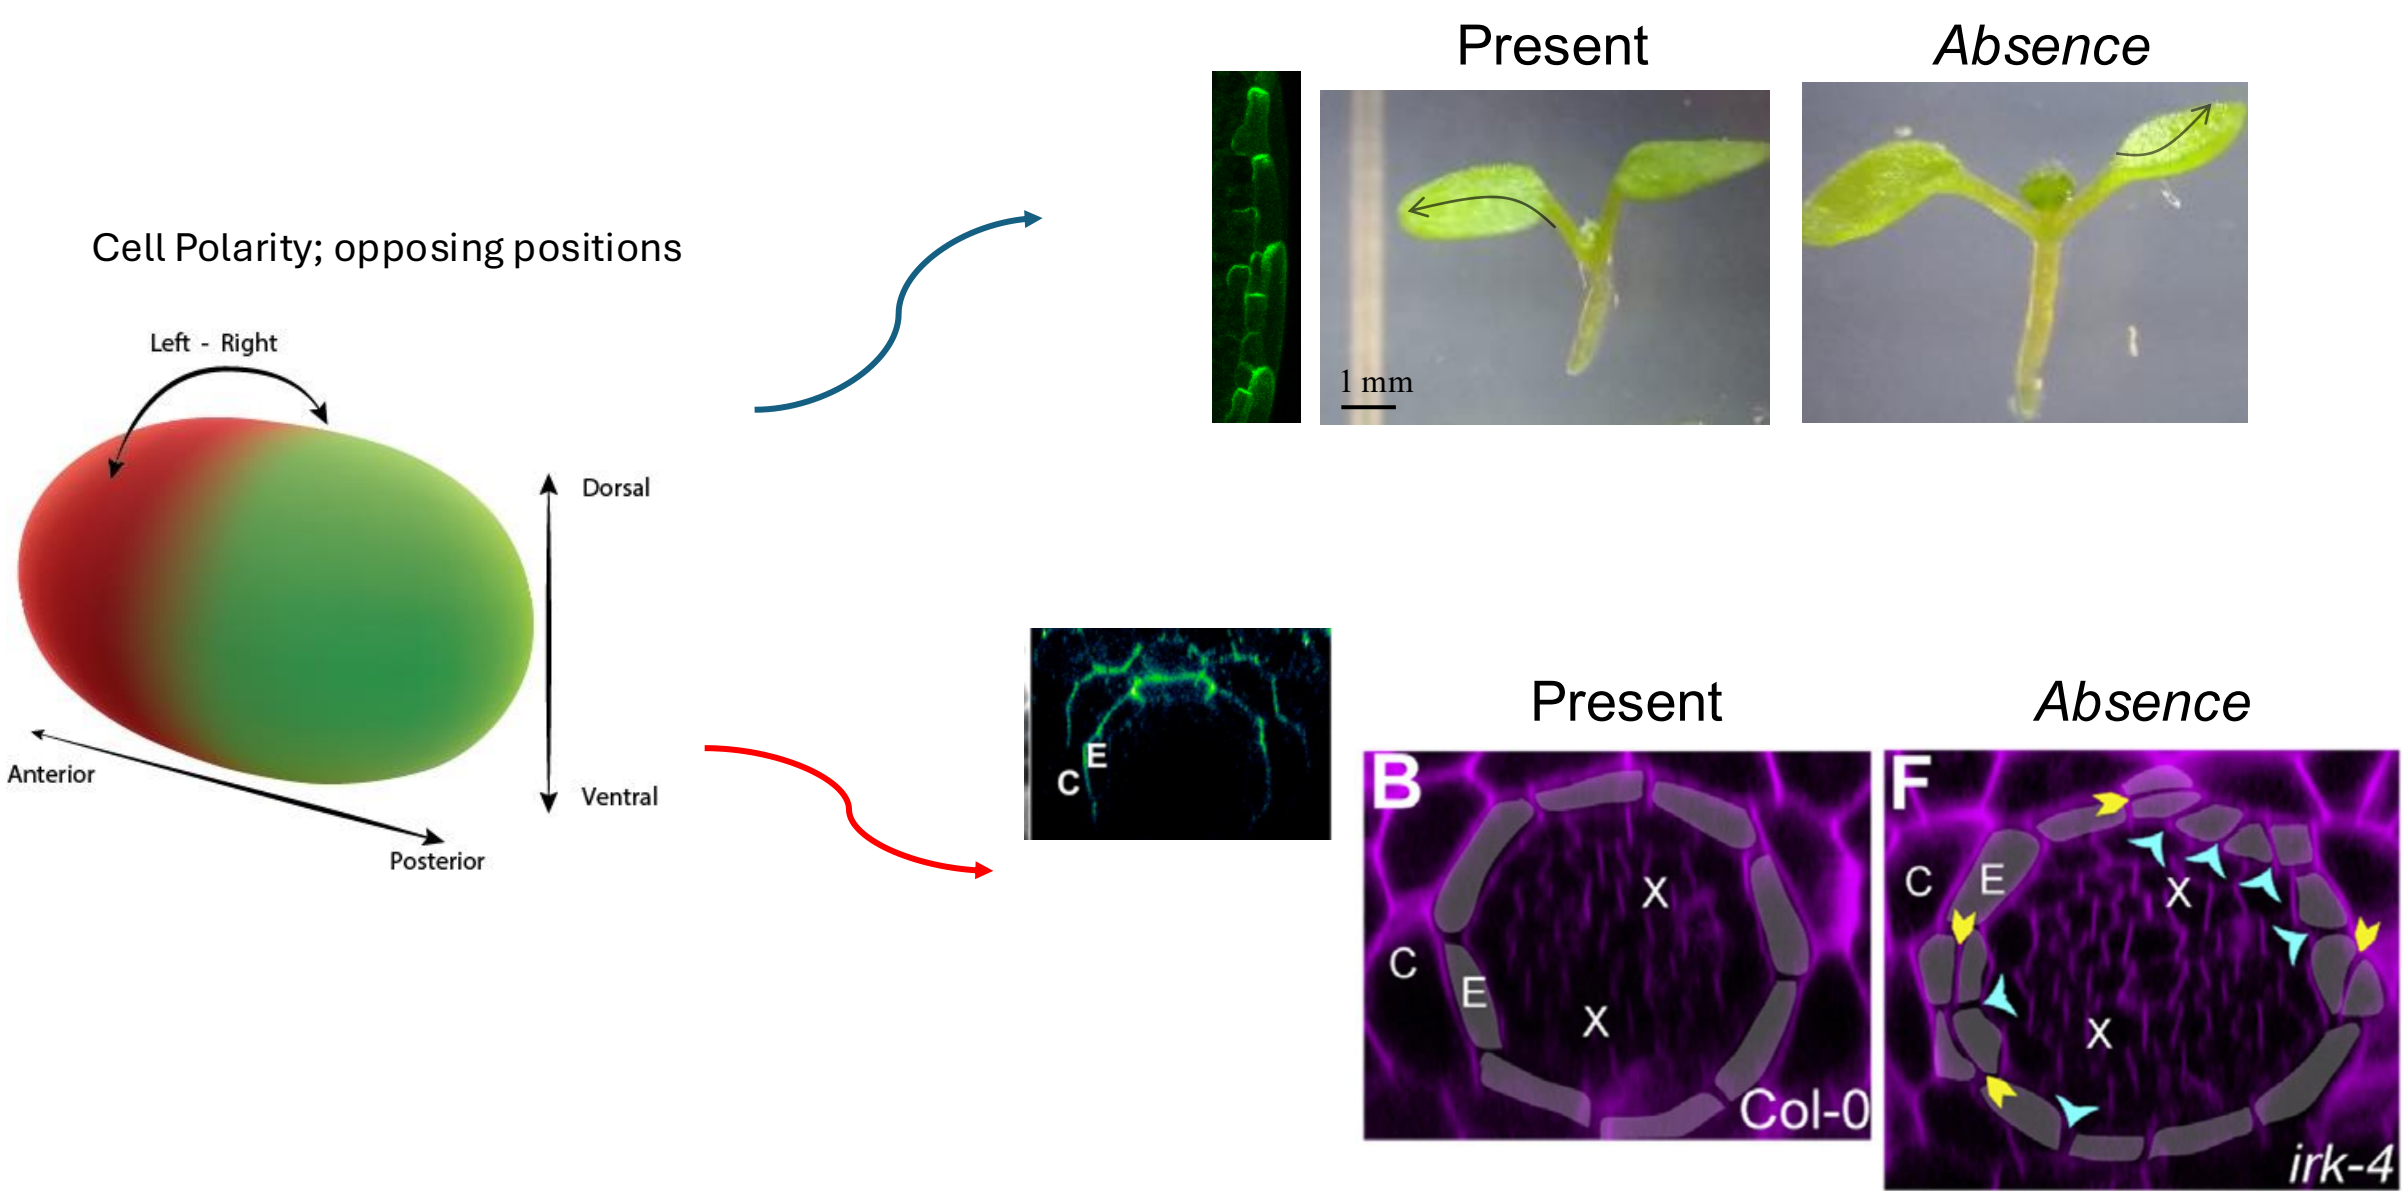 Present
Absence
Cell Polarity; opposing positions
Left - Right
1 mm
Dorsal
Ventral
Anterior
Posterior
E
C
Present
Absence
B
X
C
E
X
Col-0
F
C
E
X
X
irk-4